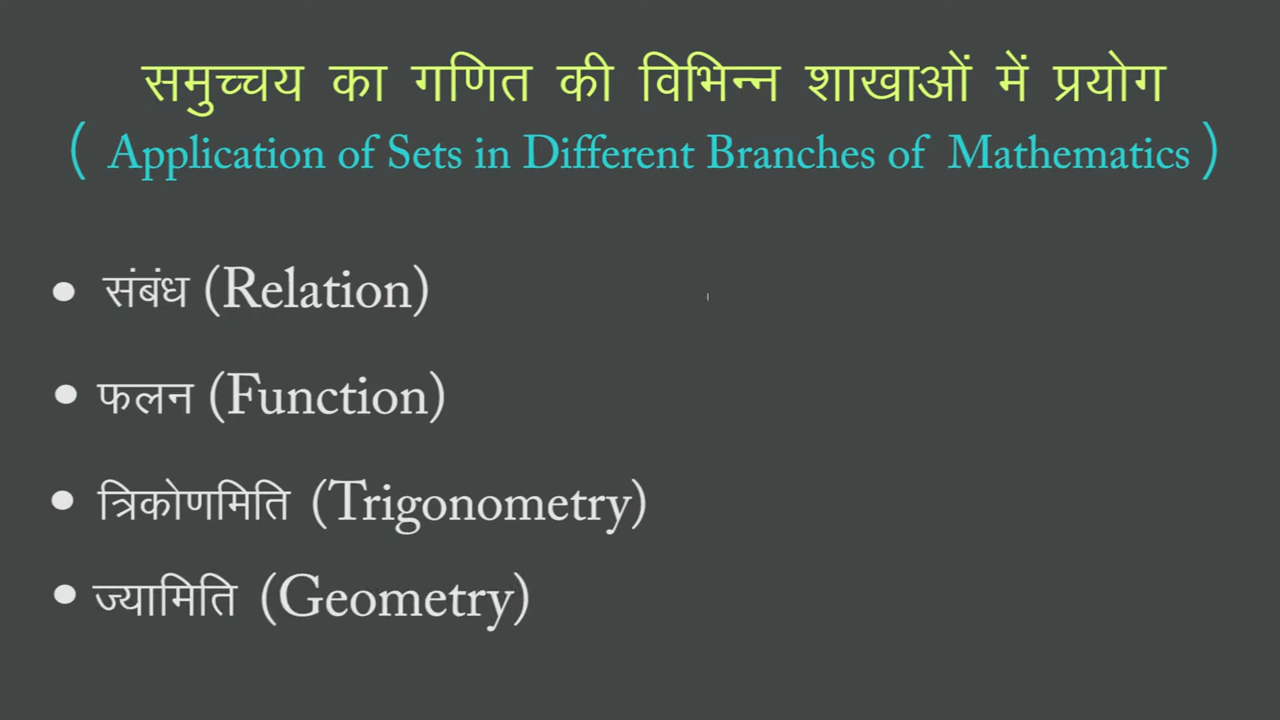 समुच्चय का गणित की विभिन्न शाखाओं में प्रयोग
( Application of Sets in Different Branches of Mathematics )
• संबंध (Relation)
• फलन (Function)
• त्रिकोणमिति (Trigonometry)
• ज्यामिति (Geometry)